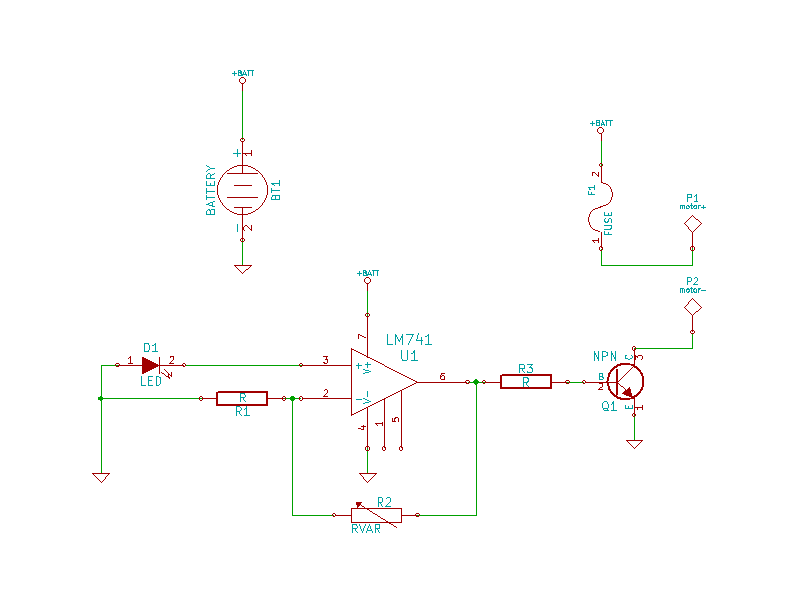 +BATT
+ 1
BATTERY
BT1
- 2
+BATT
2
F1
FUSE
1
P1
motor+
P2
motor-
+BATT
7
LM741
U1
D1
1
2
LED
3
+
V+
6
R
R1
2
-
V-
4
1
5
R3
R
NPN
C
3
B
2
Q1
E
1
R2
RVAR